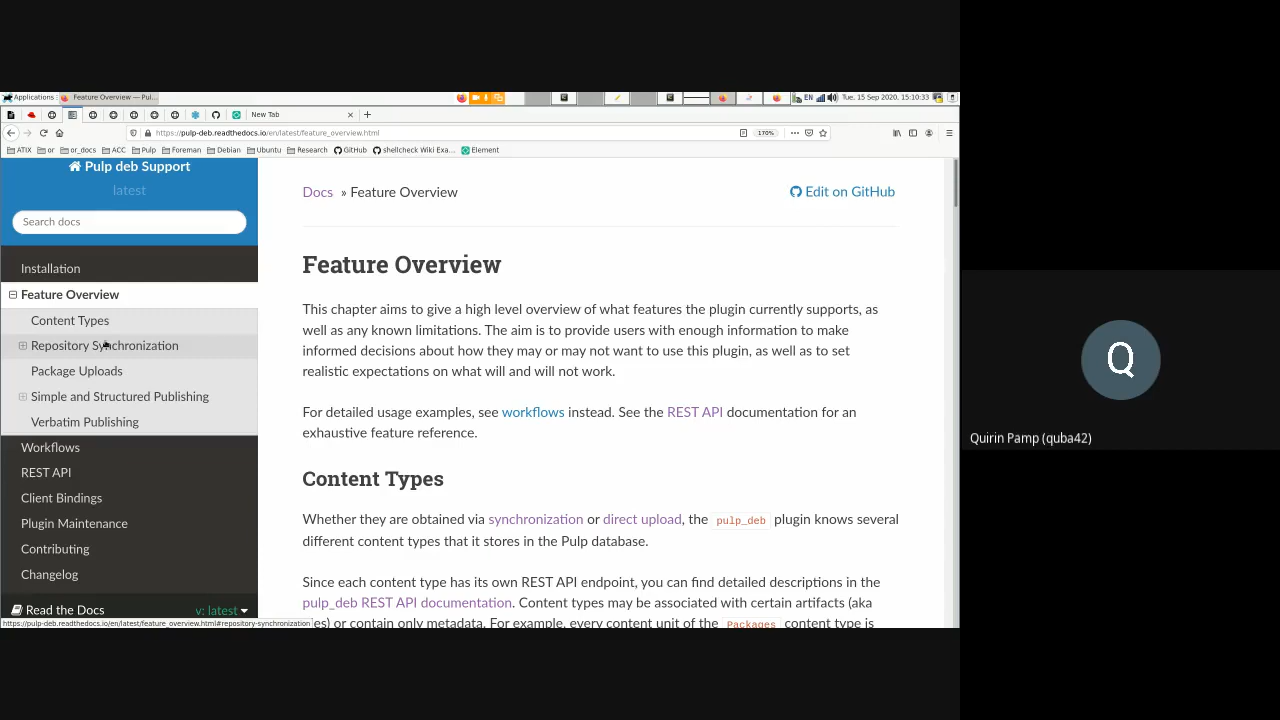 Applications
Feature Overview — Pul...
EN
Tue, 15 Sep 2020, 15:10:33
New Tab
https://pulp-deb.readthedocs.io/en/latest/feature_overview.html
170%
ATIX or or_docs ACC Pulp Foreman Debian Ubuntu Research GitHub shellcheck Wiki Exa... Element
Pulp deb Support
latest
Search docs
Installation
Feature Overview
Content Types
Repository Synchronization
Package Uploads
Simple and Structured Publishing
Verbatim Publishing
Workflows
REST API
Client Bindings
Plugin Maintenance
Contributing
Changelog
Read the Docs v: latest
https://pulp-deb.readthedocs.io/en/latest/feature_overview.html#repository-synchronization
Docs » Feature Overview
Edit on GitHub
Feature Overview
This chapter aims to give a high level overview of what features the plugin currently supports, as
well as any known limitations. The aim is to provide users with enough information to make
informed decisions about how they may or may not want to use this plugin, as well as to set
realistic expectations on what will and will not work.
For detailed usage examples, see workflows instead. See the REST API documentation for an
exhaustive feature reference.
Content Types
Whether they are obtained via synchronization or direct upload, the pulp_deb plugin knows several
different content types that it stores in the Pulp database.
Since each content type has its own REST API endpoint, you can find detailed descriptions in the
pulp_deb REST API documentation. Content types may be associated with certain artifacts (aka
les) or contain only metadata. For example, every content unit of the Packages content type is
Q
Quirin Pamp (quba42)